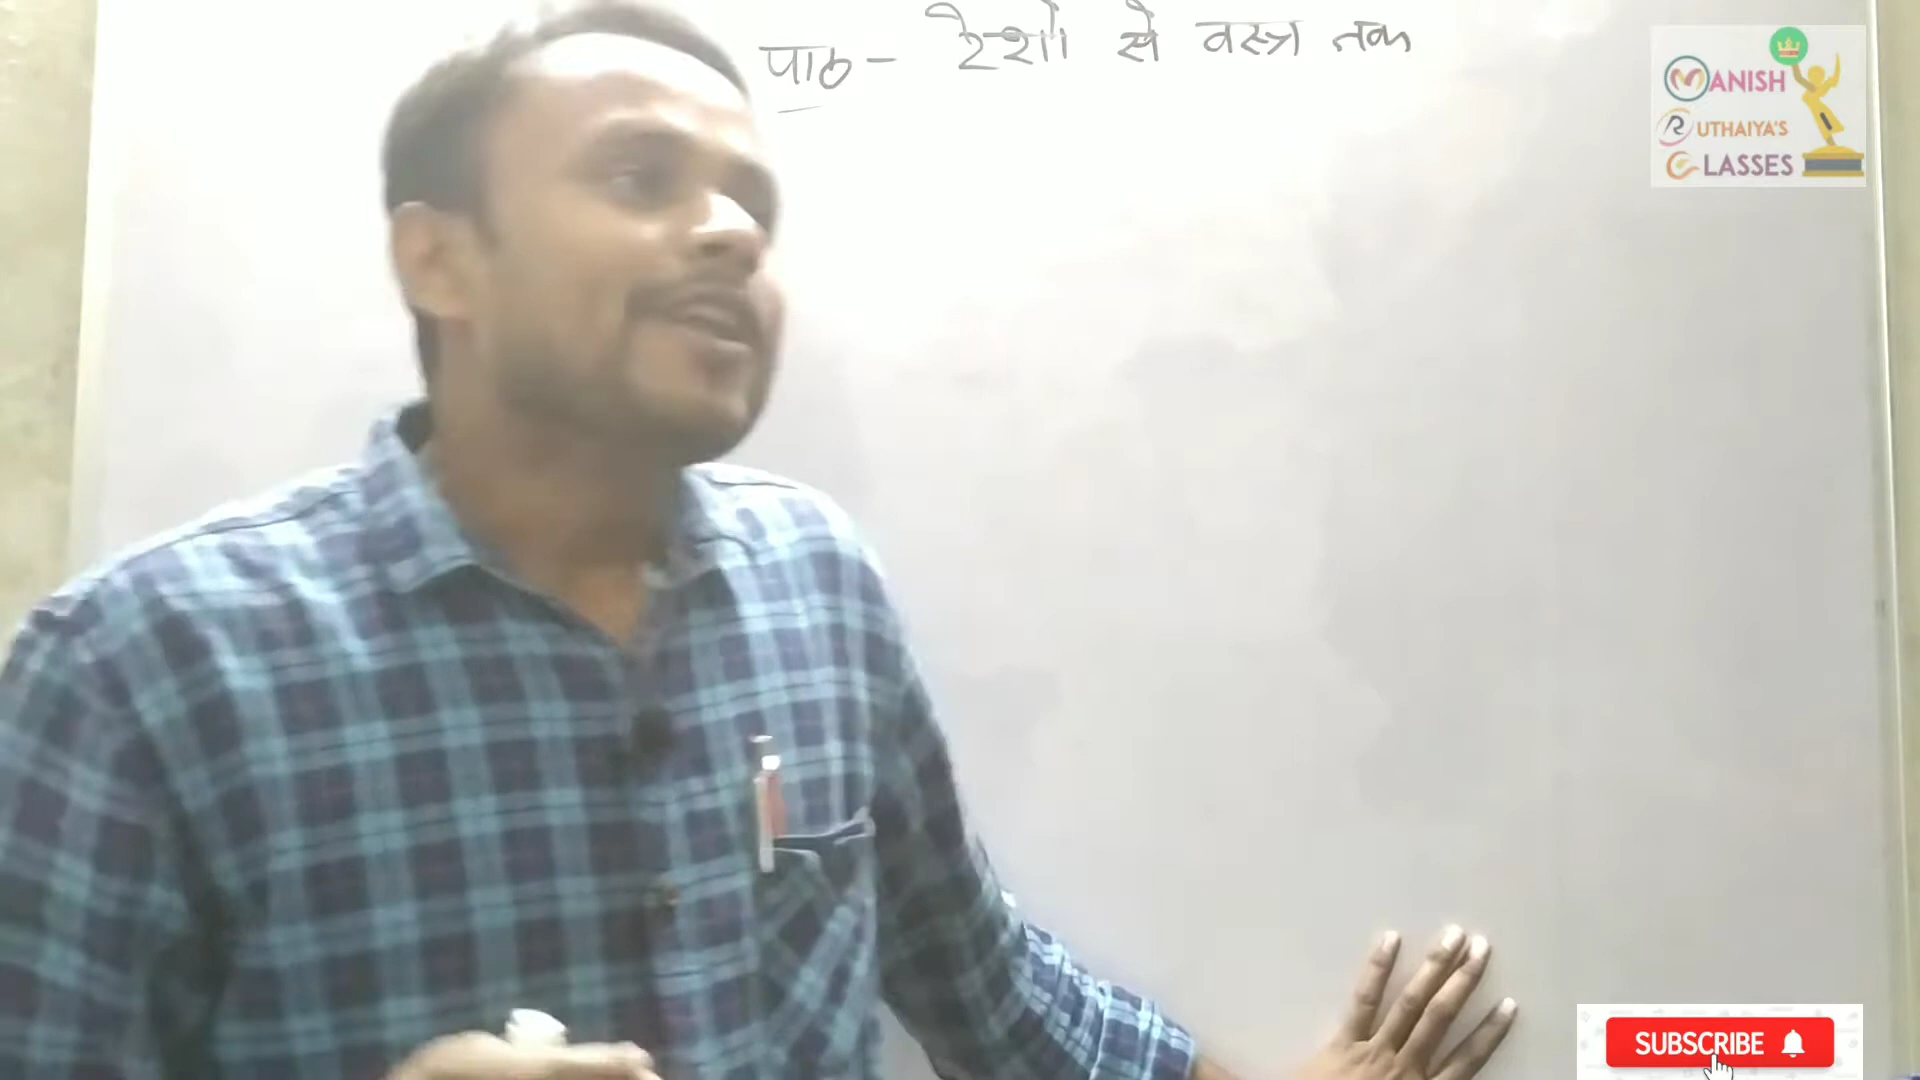 पाठ - रेशों से वस्त्र तक
MANISH
RUTHAIYA'S
CLASSES
SUBSCRIBE